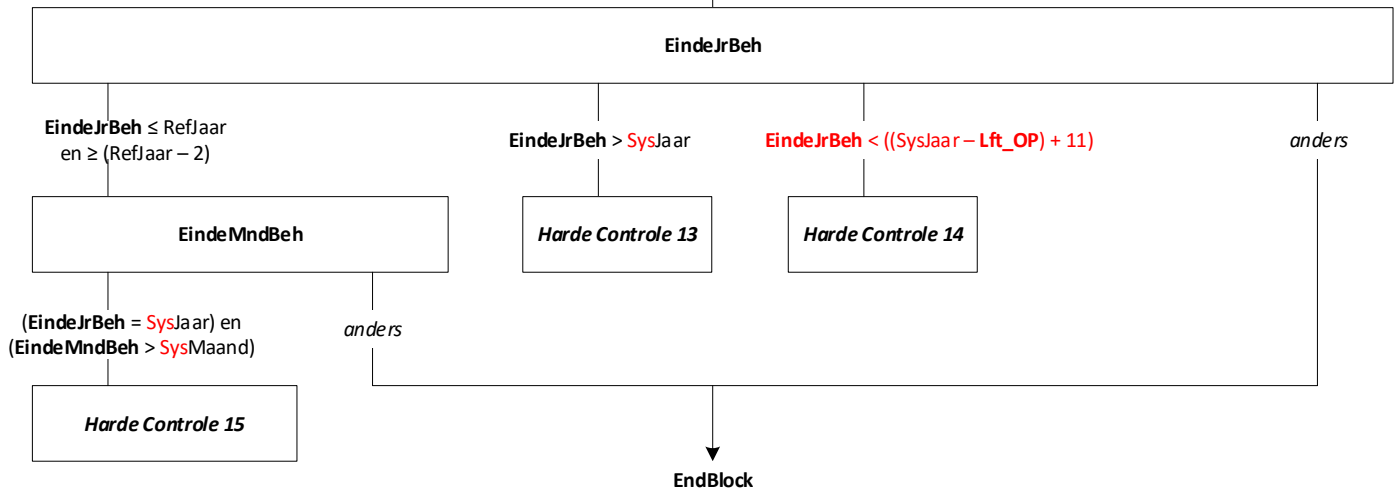 EindeJrBeh
EindeJrBeh ≤ RefJaar
en ≥ (RefJaar – 2)
EindeJrBeh > SysJaar
EindeJrBeh < ((SysJaar – Lft_OP) + 11)
anders
EindeMndBeh
Harde Controle 13
Harde Controle 14
(EindeJrBeh = SysJaar) en
(EindeMndBeh > SysMaand)
anders
Harde Controle 15
EndBlock